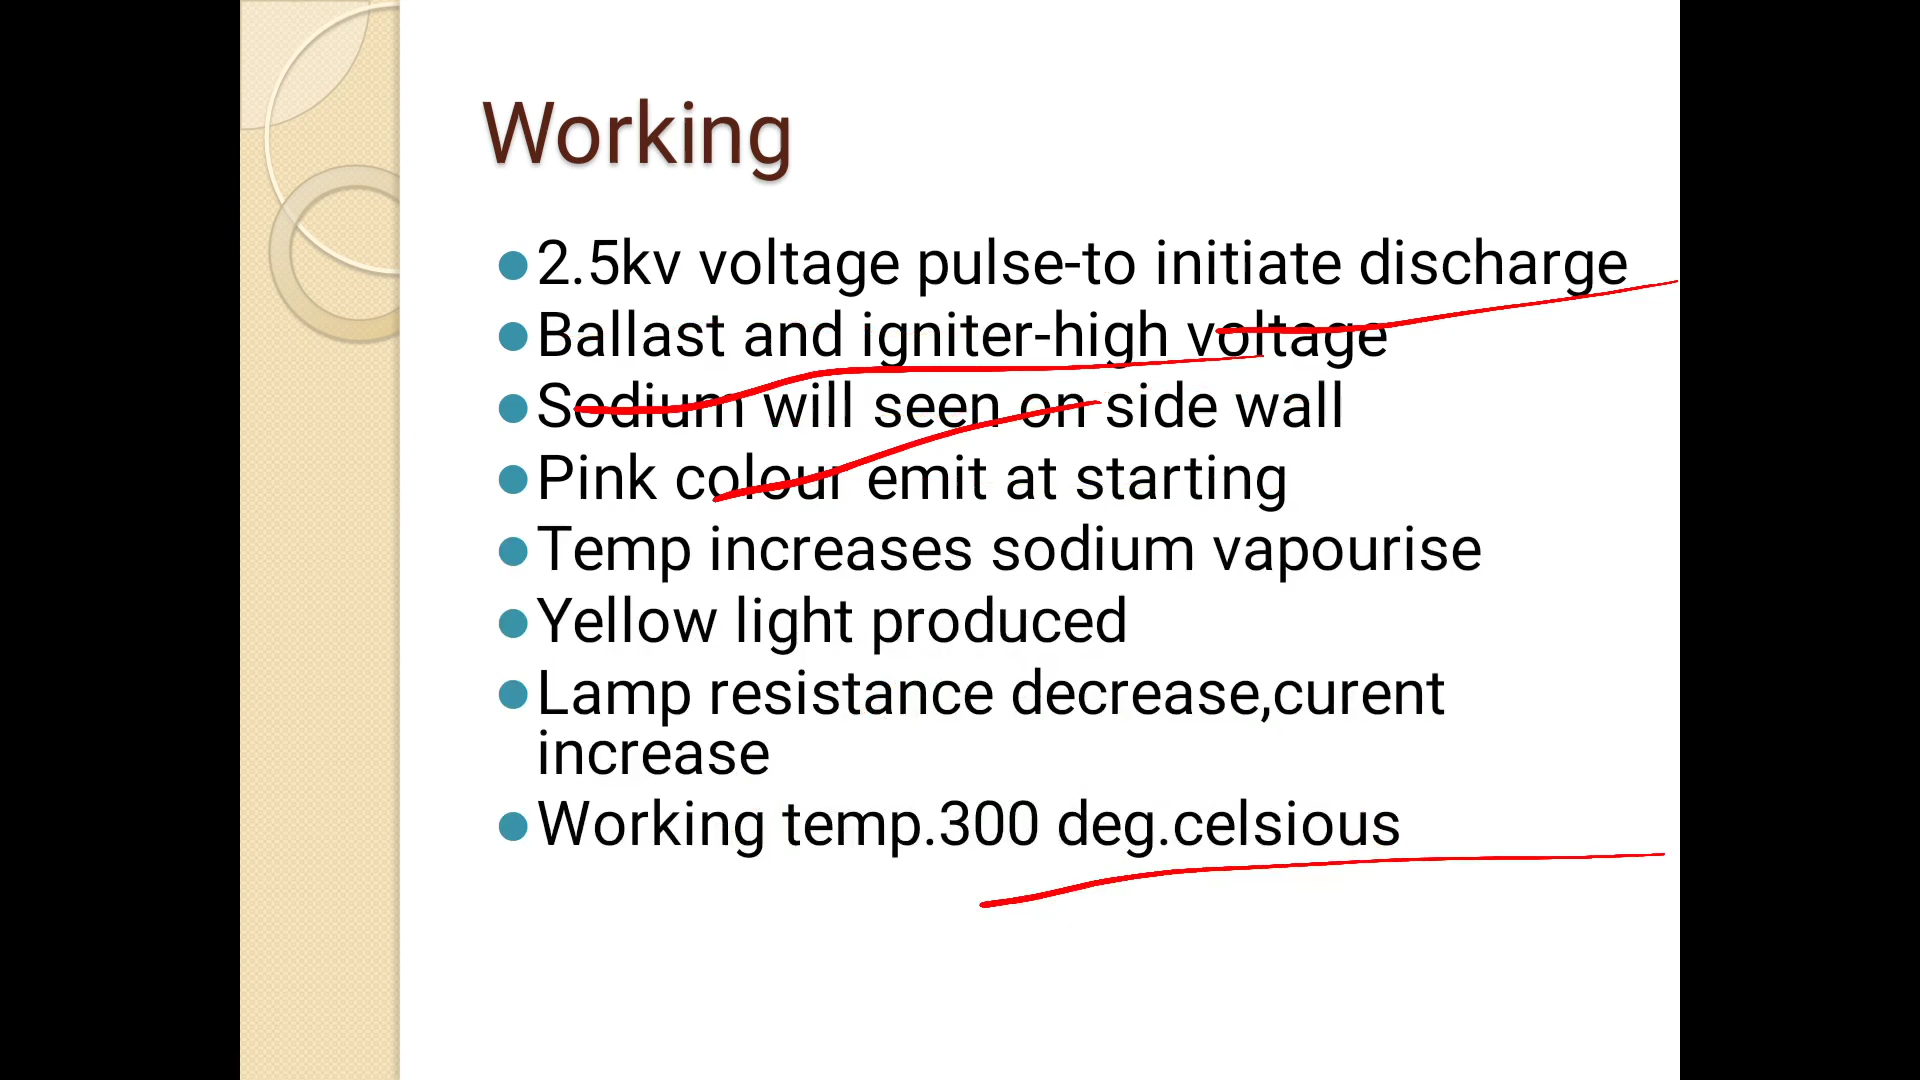 Working
2.5kv voltage pulse-to initiate discharge
Ballast and igniter-high voltage
Sodium will seen on side wall
Pink colour emit at starting
Temp increases sodium vapourise
Yellow light produced
Lamp resistance decrease,curent
increase
Working temp.300 deg.celsious